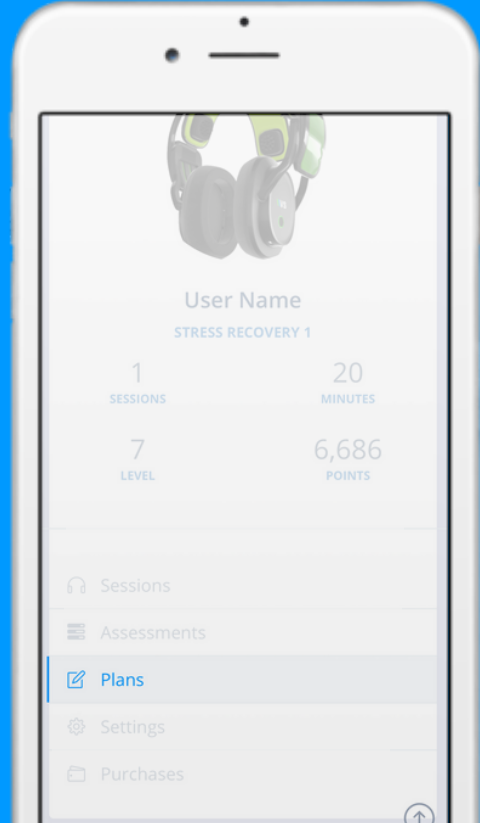 User Name
STRESS RECOVERY 1
1 20
SESSIONS MINUTES
7 6,686
LEVEL POINTS
Sessions
Assessments
Plans
Settings
Purchases